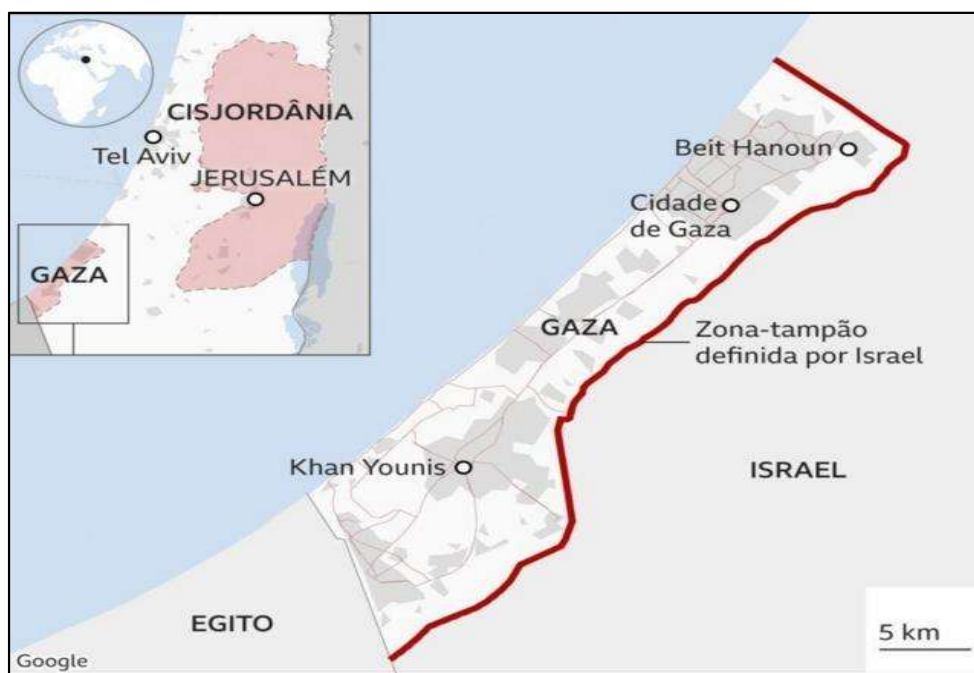 CISJORDÂNIA
Tel Aviv
JERUSALÉM
GAZA
Beit Hanoun
Cidade
de Gaza
GAZA
Zona-tampão
definida por Israel
Khan Younis
ISRAEL
EGITO
5 km
Google